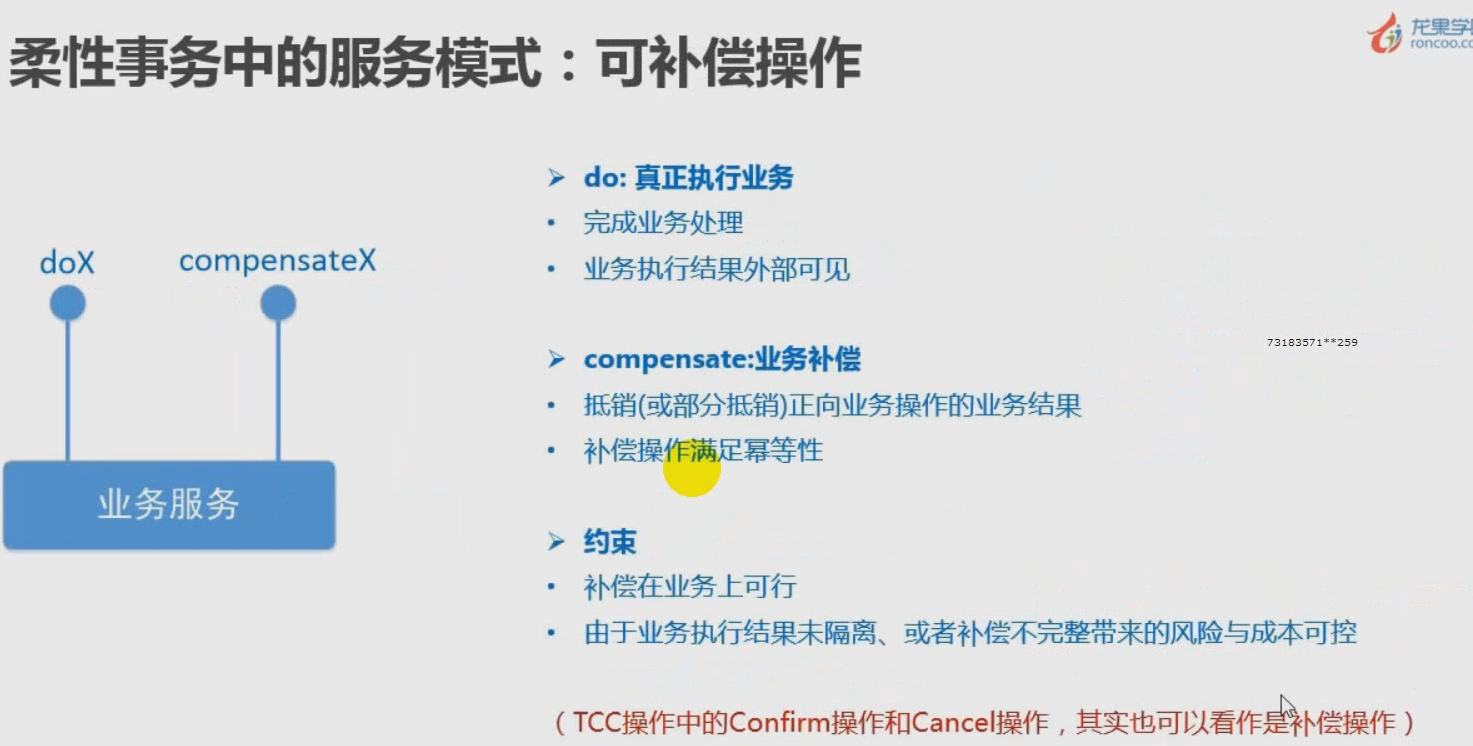 龙果学
roncoo.co
柔性事务中的服务模式：可补偿操作
doX
compensateX
业务服务
➢ do: 真正执行业务
• 完成业务处理
• 业务执行结果外部可见
73183571**259
➢ compensate:业务补偿
• 抵销(或部分抵销)正向业务操作的业务结果
• 补偿操作满足幂等性
➢ 约束
• 补偿在业务上可行
• 由于业务执行结果未隔离、或者补偿不完整带来的风险与成本可控
（TCC操作中的Confirm操作和Cancel操作，其实也可以看作是补偿操作）